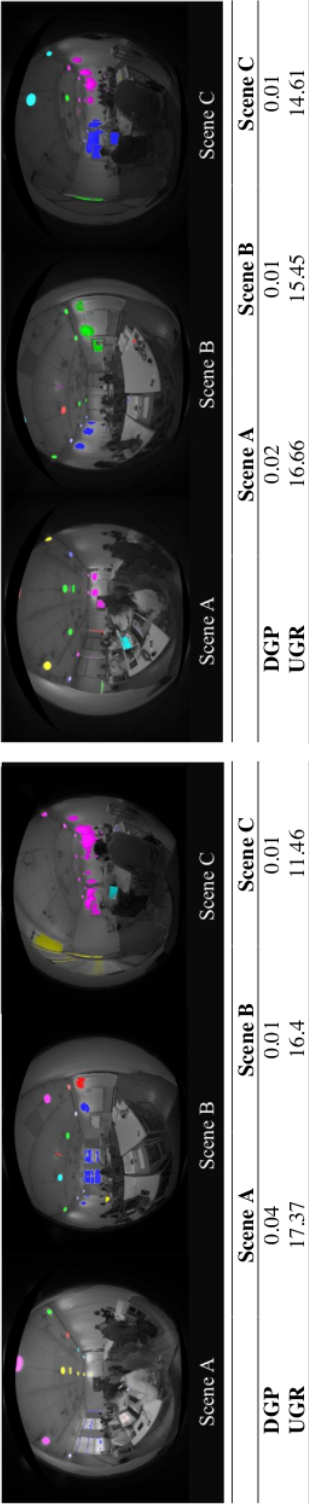 Scene A Scene B Scene C
Scene A Scene B Scene C
DGP 0.04 0.01 0.01
UGR 17.37 16.4 11.46
Scene A Scene B Scene C
Scene A Scene B Scene C
DGP 0.02 0.01 0.01
UGR 16.66 15.45 14.61